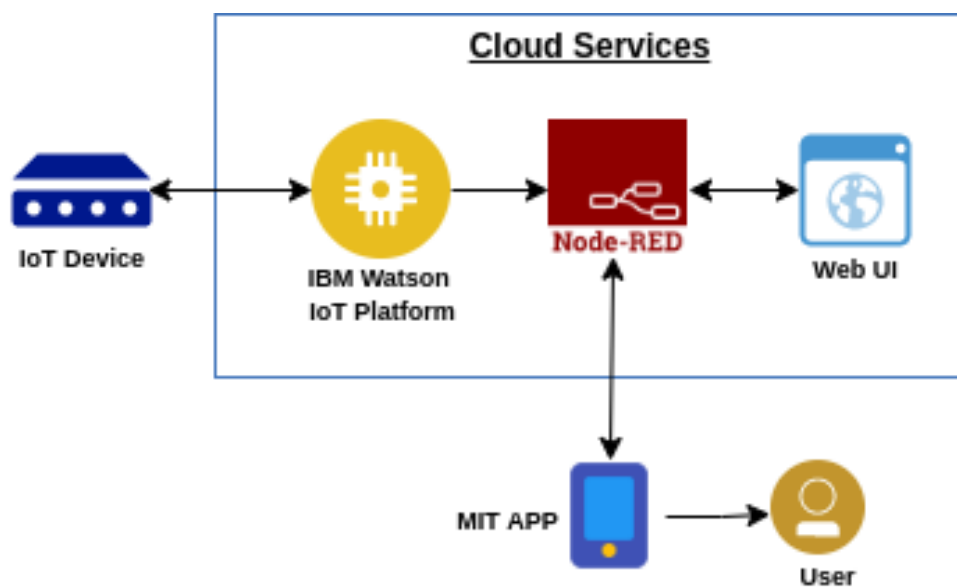 Cloud Services
IoT Device
IBM Watson
IoT Platform
Node-RED
Web UI
MIT APP
User